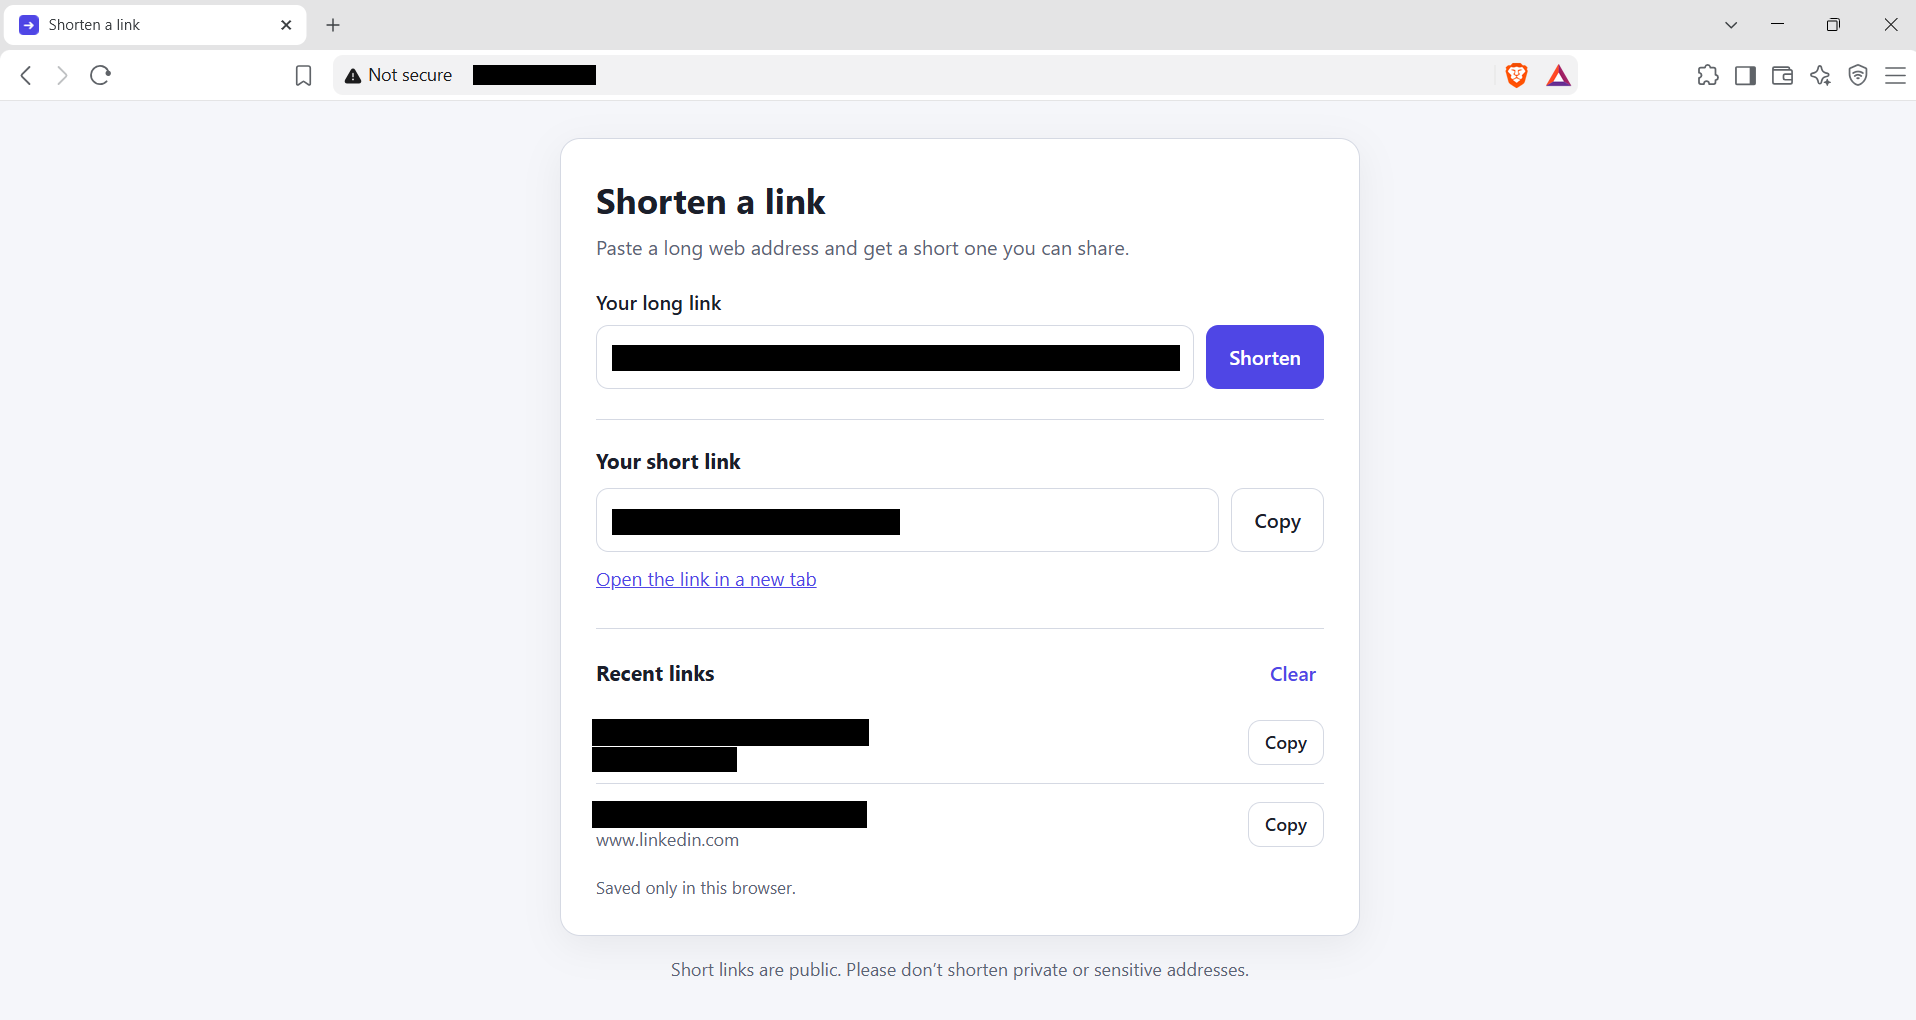 Shorten a link
Not secure
Shorten a link
Paste a long web address and get a short one you can share.
Your long link
Shorten
Your short link
Copy
Open the link in a new tab
Recent links
Clear
Copy
www.linkedin.com
Copy
Saved only in this browser.
Short links are public. Please don’t shorten private or sensitive addresses.